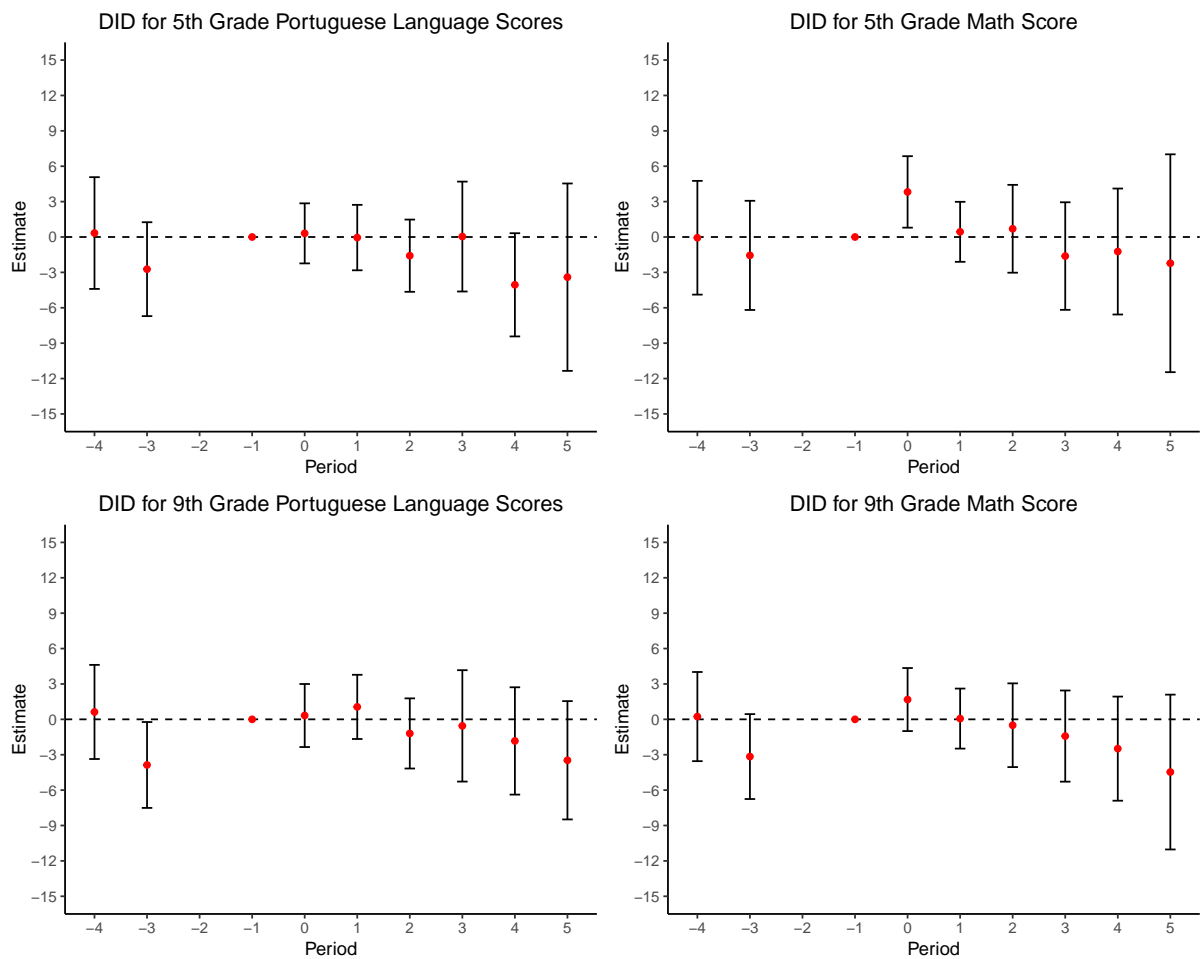 DID for 5th Grade Portuguese Language Scores
15
12
9
6
3
0
−3
−6
−9
−12
−15
Estimate
−4 −3 −2 −1 0 1 2 3 4 5
Period
DID for 5th Grade Math Score
15
12
9
6
3
0
−3
−6
−9
−12
−15
Estimate
−4 −3 −2 −1 0 1 2 3 4 5
Period
DID for 9th Grade Portuguese Language Scores
15
12
9
6
3
0
−3
−6
−9
−12
−15
Estimate
−4 −3 −2 −1 0 1 2 3 4 5
Period
DID for 9th Grade Math Score
15
12
9
6
3
0
−3
−6
−9
−12
−15
Estimate
−4 −3 −2 −1 0 1 2 3 4 5
Period